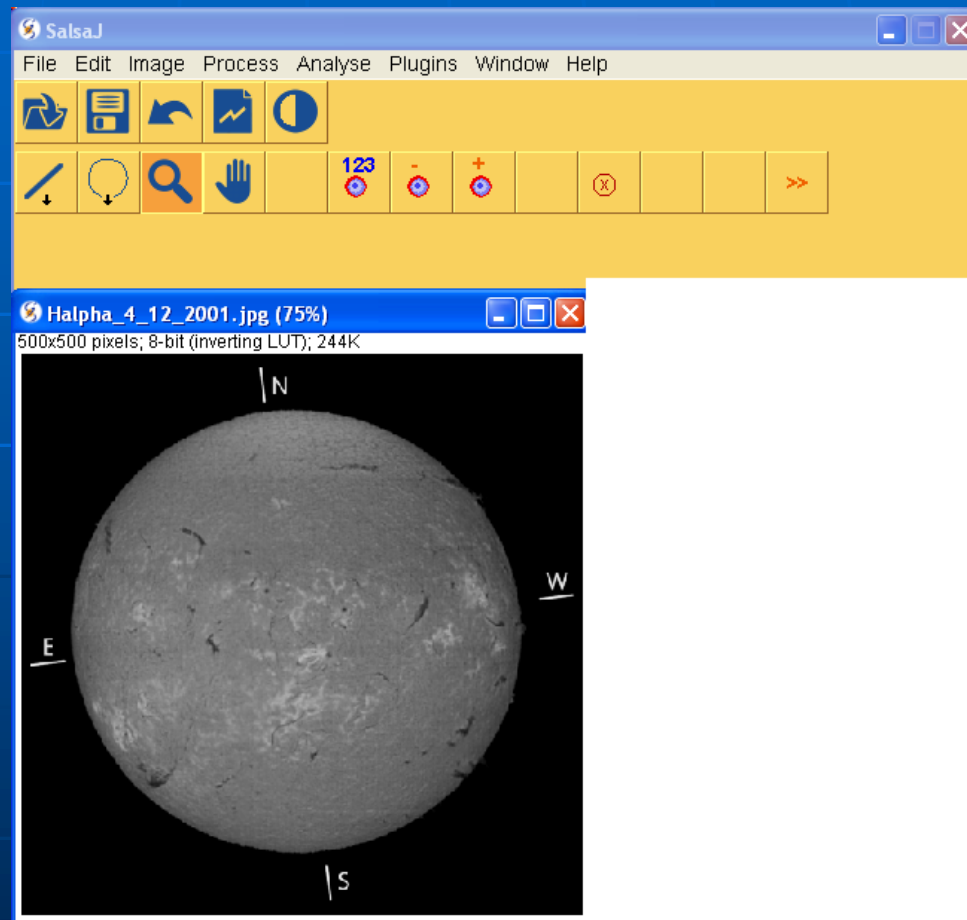 SalsaJ
File Edit Image Process Analyse Plugins Window Help
123 - +
X >>
Halpha_4_12_2001.jpg (75%)
500x500 pixels; 8-bit (inverting LUT); 244K
N
W
E
S